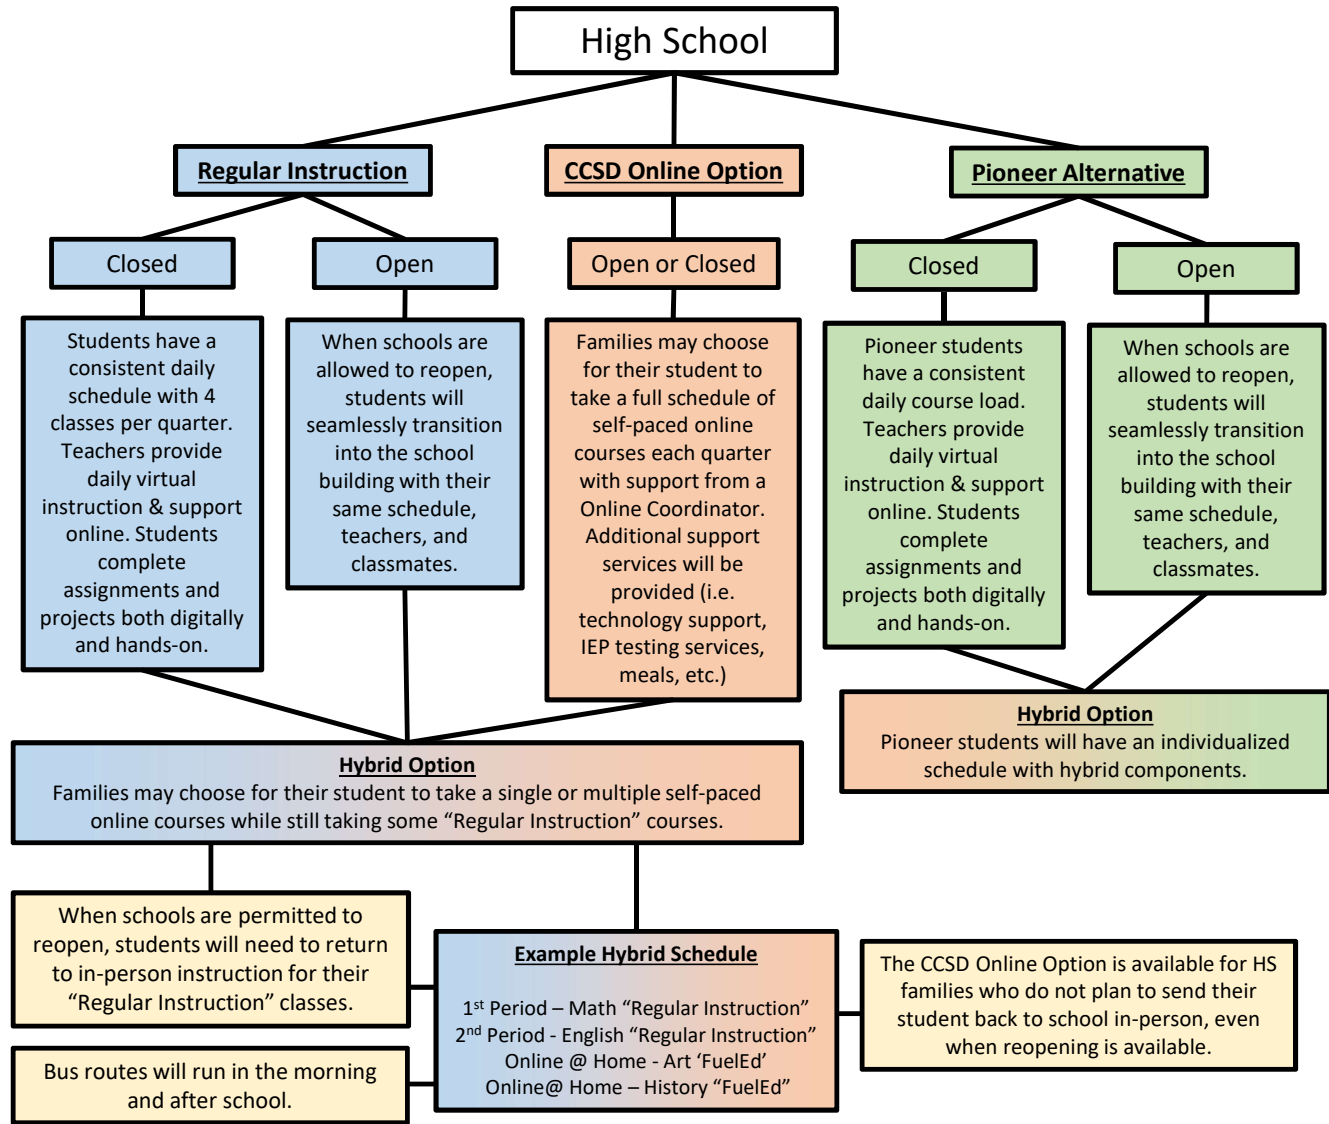 High School
Regular Instruction
CCSD Online Option
Pioneer Alternative
Closed
Open
Open or Closed
Closed
Open
Students have a
consistent daily
schedule with 4
classes per quarter.
Teachers provide
daily virtual
instruction & support
online. Students
complete
assignments and
projects both digitally
and hands-on.
When schools are
allowed to reopen,
students will
seamlessly transition
into the school
building with their
same schedule,
teachers, and
classmates.
Families may choose
for their student to
take a full schedule of
self-paced online
courses each quarter
with support from a
Online Coordinator.
Additional support
services will be
provided (i.e.
technology support,
IEP testing services,
meals, etc.)
Pioneer students
have a consistent
daily course load.
Teachers provide
daily virtual
instruction & support
online. Students
complete
assignments and
projects both digitally
and hands-on.
When schools are
allowed to reopen,
students will
seamlessly transition
into the school
building with their
same schedule,
teachers, and
classmates.
Hybrid Option
Families may choose for their student to take a single or multiple self-paced
online courses while still taking some “Regular Instruction” courses.
Hybrid Option
Pioneer students will have an individualized
schedule with hybrid components.
When schools are permitted to
reopen, students will need to return
to in-person instruction for their
“Regular Instruction” classes.
Bus routes will run in the morning
and after school.
Example Hybrid Schedule
1st Period – Math “Regular Instruction”
2nd Period - English “Regular Instruction”
Online @ Home - Art ‘FuelEd’
Online@ Home – History “FuelEd”
The CCSD Online Option is available for HS
families who do not plan to send their
student back to school in-person, even
when reopening is available.